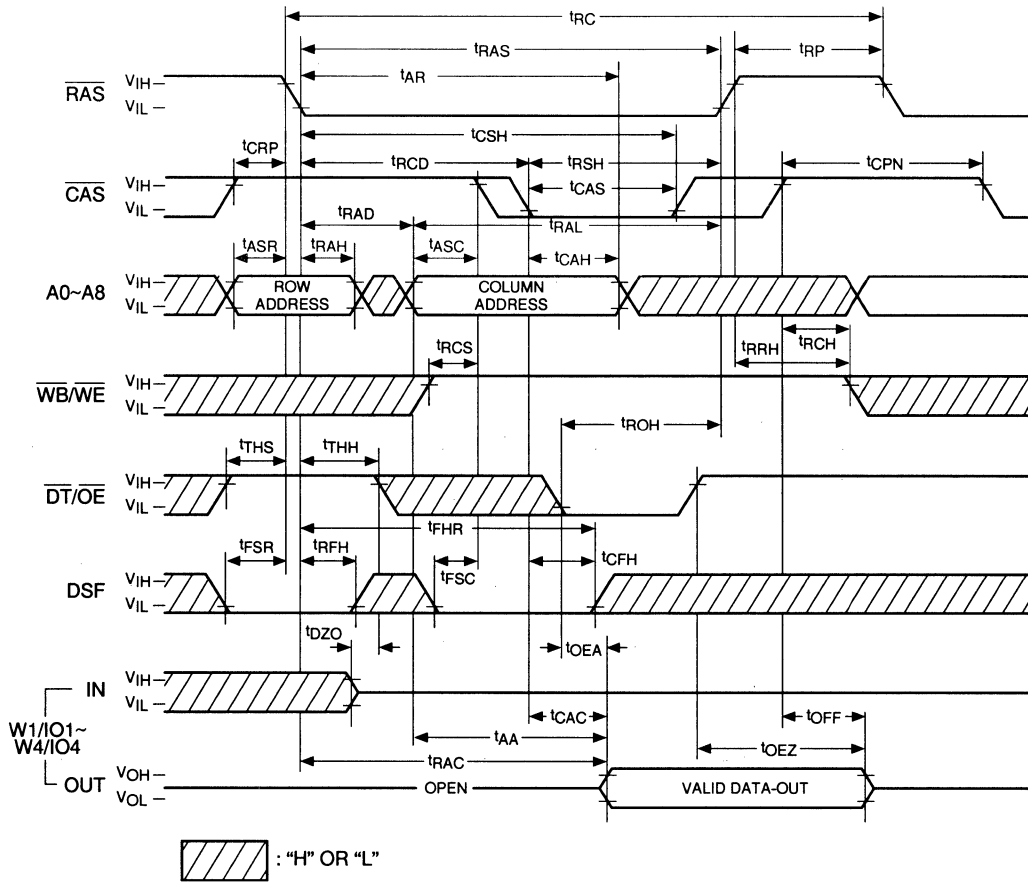 tRC
tRAS
tRP
tAR
RAS
VIH
VIL
tCSH
tCRP
tRCD
tRSH
tCPN
CAS
VIH
VIL
tCAS
tRAD
tRAL
tASR
tRAH
tASC
tCAH
A0~A8
VIH
VIL
ROW
ADDRESS
COLUMN
ADDRESS
tRCS
tRRH
tRCH
WB/WE
VIH
VIL
tROH
tTHS
tTHH
DT/OE
VIH
VIL
tFHR
tFSR
tRFH
tFSC
tCFH
DSF
VIH
VIL
tDZO
tOEA
IN
VIH
VIL
W1/IO1~
W4/IO4
tCAC
tOFF
tAA
tOEZ
tRAC
OUT
VOH
VOL
OPEN
VALID DATA-OUT
: “H” OR “L”